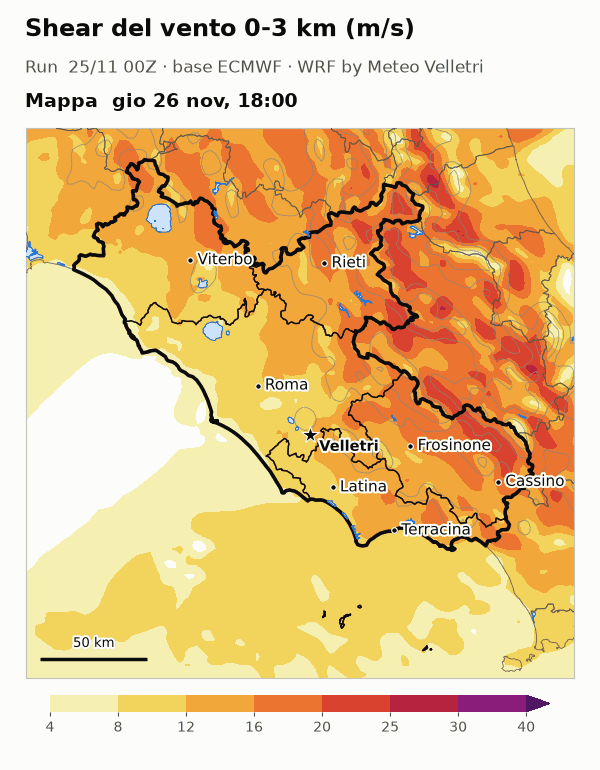 Shear del vento 0-3 km (m/s)
Run  25/11 00Z · base ECMWF · WRF by Meteo Velletri
Mappa  gio 26 nov, 18:00
Viterbo
Rieti
Roma
Velletri
Frosinone
Latina
Cassino
Terracina
50 km
4 8 12 16 20 25 30 40